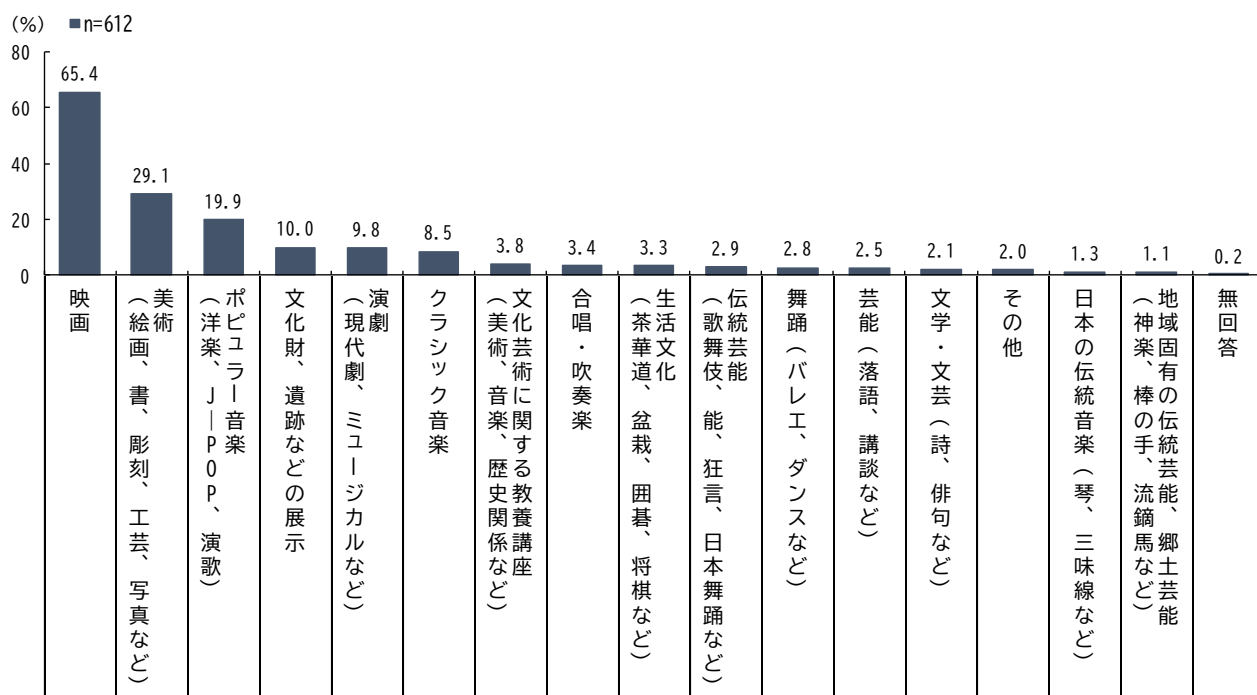 (%) ■n=612
80
60
40
20
0
65.4
29.1
19.9
10.0
9.8
8.5
3.8
3.4
3.3
2.9
2.8
2.5
2.1
2.0
1.3
1.1
0.2
映画
美術
(絵画、書、彫刻、工芸、写真など)
ポピュラー音楽
(洋楽、J―POP、演歌)
文化財、遺跡などの展示
演劇
(現代劇、ミュージカルなど)
クラシック音楽
文化芸術に関する教養講座
(美術、音楽、歴史関係など)
合唱・吹奏楽
生活文化
(茶華道、盆栽、囲碁、将棋など)
伝統芸能
(歌舞伎、能、狂言、日本舞踊など)
舞踊(バレエ、ダンスなど)
芸能(落語、講談など)
文学・文芸(詩、俳句など)
その他
日本の伝統音楽(琴、三味線など)
地域固有の伝統芸能、郷土芸能
(神楽、棒の手、流鏑馬など)
無回答